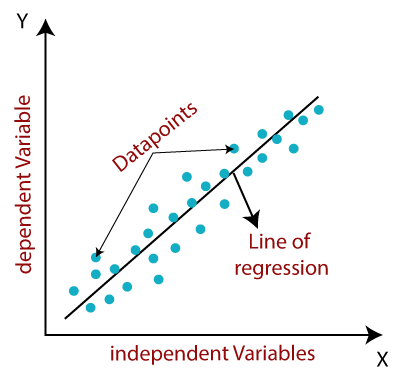 Y
dependent Variable
Datapoints
Line of
regression
independent Variables
X